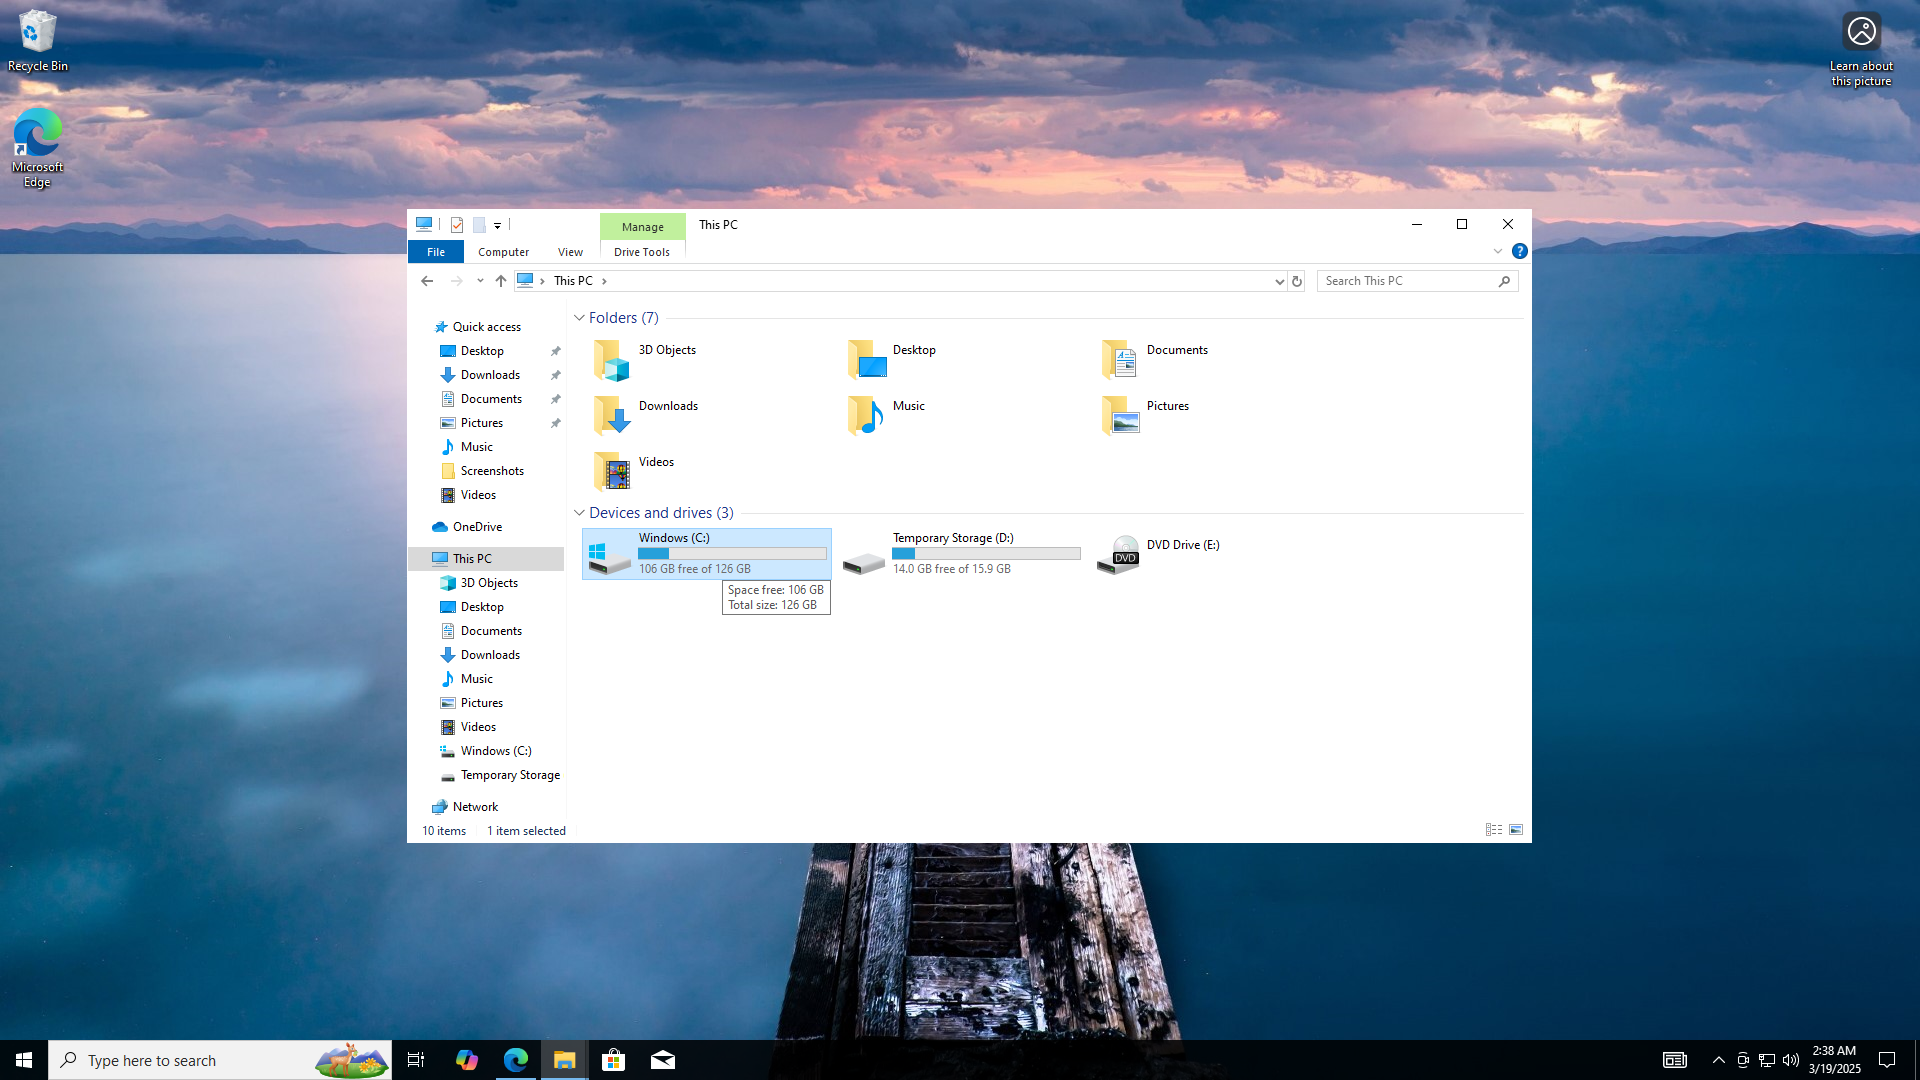 Recycle Bin
Microsoft
Edge
Learn about
this picture
Manage
This PC
File
Computer
View
Drive Tools
This PC
Search This PC
Quick access
Desktop
Downloads
Documents
Pictures
Music
Screenshots
Videos
OneDrive
This PC
3D Objects
Desktop
Documents
Downloads
Music
Pictures
Videos
Windows (C:)
Temporary Storage
Network
Folders (7)
3D Objects
Desktop
Documents
Downloads
Music
Pictures
Videos
Devices and drives (3)
Windows (C:)
106 GB free of 126 GB
Temporary Storage (D:)
14.0 GB free of 15.9 GB
DVD
DVD Drive (E:)
Space free: 106 GB
Total size: 126 GB
10 items
1 item selected
Type here to search
2:38 AM
3/19/2025